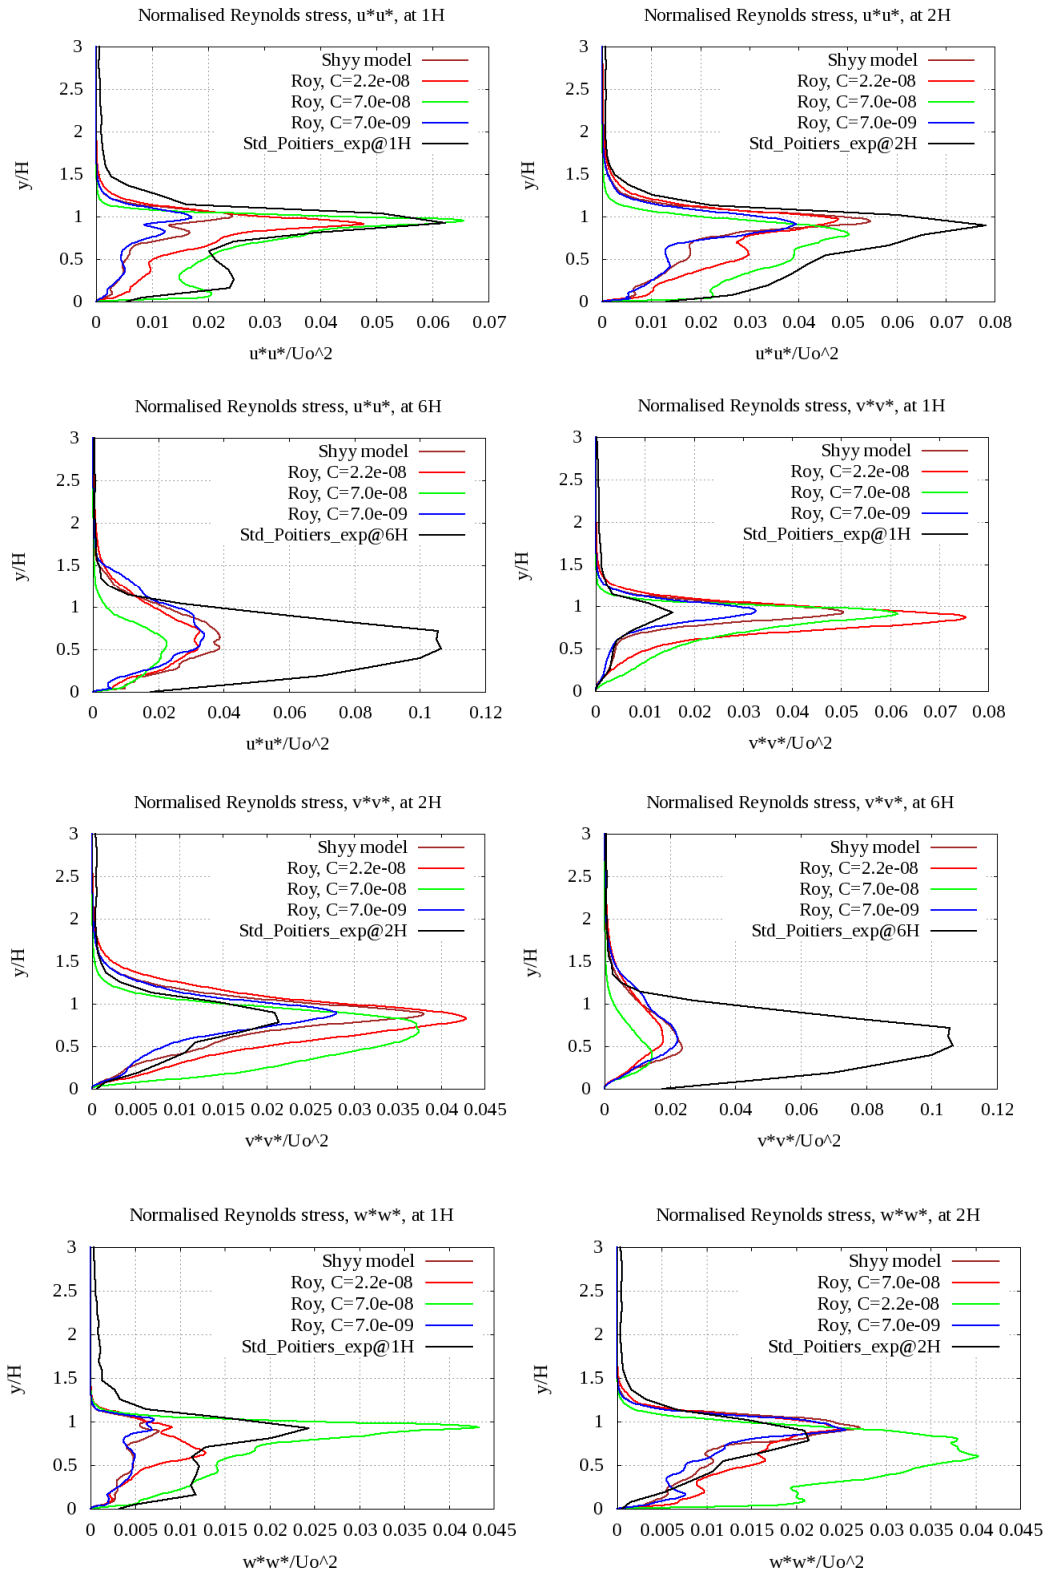 Normalised Reynolds stress, u*u*, at 1H
3
2.5
2
1.5
1
0.5
0
y/H
Shyy model
Roy, C=2.2e-08
Roy, C=7.0e-08
Roy, C=7.0e-09
Std_Poitiers_exp@1H
0 0.01 0.02 0.03 0.04 0.05 0.06 0.07
u*u*/Uo^2
Normalised Reynolds stress, u*u*, at 2H
3
2.5
2
1.5
1
0.5
0
y/H
Shyy model
Roy, C=2.2e-08
Roy, C=7.0e-08
Roy, C=7.0e-09
Std_Poitiers_exp@2H
0 0.01 0.02 0.03 0.04 0.05 0.06 0.07 0.08
u*u*/Uo^2
Normalised Reynolds stress, u*u*, at 6H
3
2.5
2
1.5
1
0.5
0
y/H
Shyy model
Roy, C=2.2e-08
Roy, C=7.0e-08
Roy, C=7.0e-09
Std_Poitiers_exp@6H
0 0.02 0.04 0.06 0.08 0.1 0.12
u*u*/Uo^2
Normalised Reynolds stress, v*v*, at 1H
3
2.5
2
1.5
1
0.5
0
y/H
Shyy model
Roy, C=2.2e-08
Roy, C=7.0e-08
Roy, C=7.0e-09
Std_Poitiers_exp@1H
0 0.01 0.02 0.03 0.04 0.05 0.06 0.07 0.08
v*v*/Uo^2
Normalised Reynolds stress, v*v*, at 2H
3
2.5
2
1.5
1
0.5
0
y/H
Shyy model
Roy, C=2.2e-08
Roy, C=7.0e-08
Roy, C=7.0e-09
Std_Poitiers_exp@2H
0 0.005 0.01 0.015 0.02 0.025 0.03 0.035 0.04 0.045
v*v*/Uo^2
Normalised Reynolds stress, v*v*, at 6H
3
2.5
2
1.5
1
0.5
0
y/H
Shyy model
Roy, C=2.2e-08
Roy, C=7.0e-08
Roy, C=7.0e-09
Std_Poitiers_exp@6H
0 0.02 0.04 0.06 0.08 0.1 0.12
v*v*/Uo^2
Normalised Reynolds stress, w*w*, at 1H
3
2.5
2
1.5
1
0.5
0
y/H
Shyy model
Roy, C=2.2e-08
Roy, C=7.0e-08
Roy, C=7.0e-09
Std_Poitiers_exp@1H
0 0.005 0.01 0.015 0.02 0.025 0.03 0.035 0.04 0.045
w*w*/Uo^2
Normalised Reynolds stress, w*w*, at 2H
3
2.5
2
1.5
1
0.5
0
y/H
Shyy model
Roy, C=7.0e-08
Roy, C=2.2e-08
Roy, C=7.0e-09
Std_Poitiers_exp@2H
0 0.005 0.01 0.015 0.02 0.025 0.03 0.035 0.04 0.045
w*w*/Uo^2